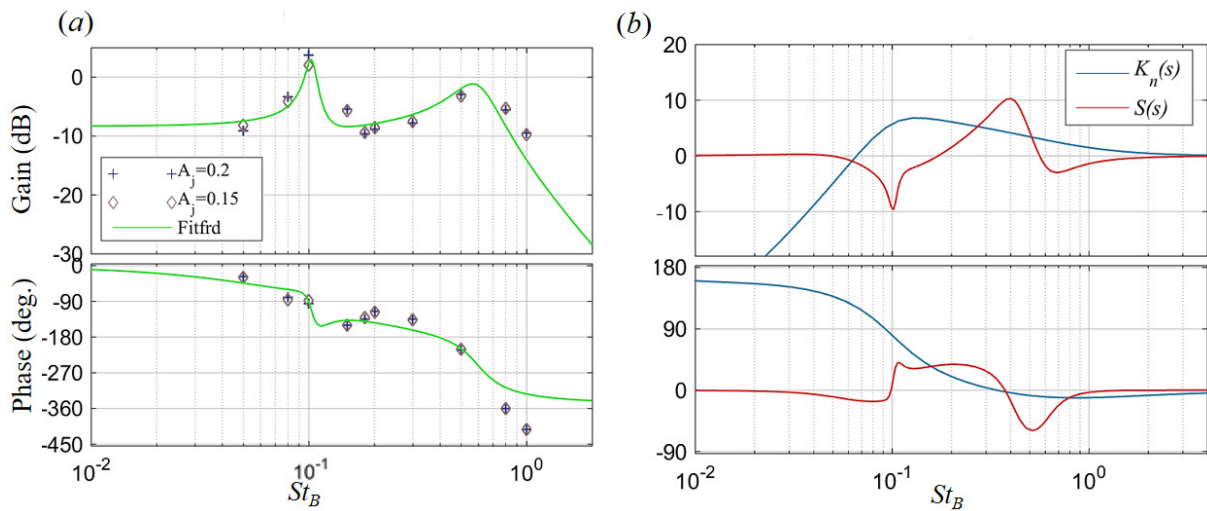 (a)
Gain (dB)
0
-10
-20
-30
A_j=0.2
A_j=0.15
Fitfrd
Phase (deg.)
0
-90
-180
-270
-360
-450
10^-2
10^-1
10^0
St_B
(b)
20
10
0
-10
K_n(s)
S(s)
180
90
0
-90
10^-2
10^-1
10^0
St_B